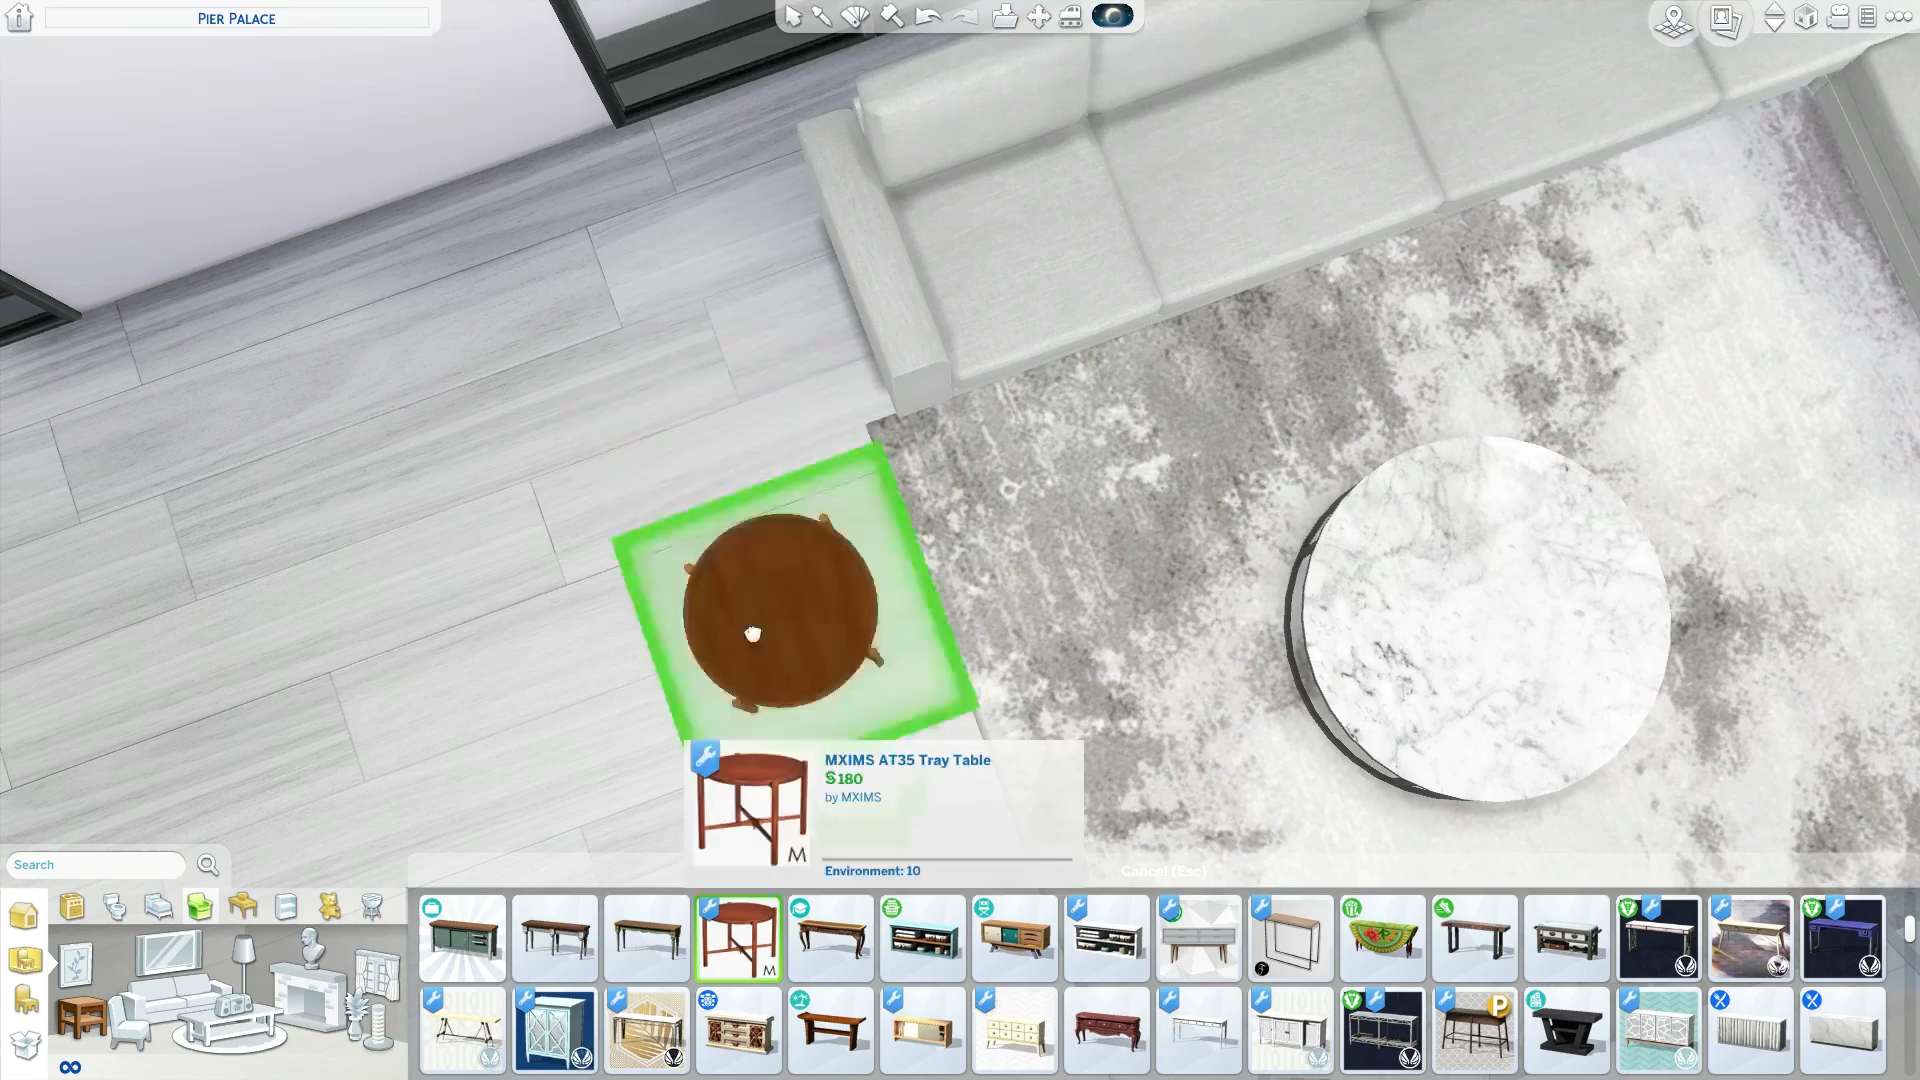 PIER PALACE
MXIMS AT35 Tray Table
§180
by MXIMS
M
Environment: 10
Cancel (Esc)
Search
M
P